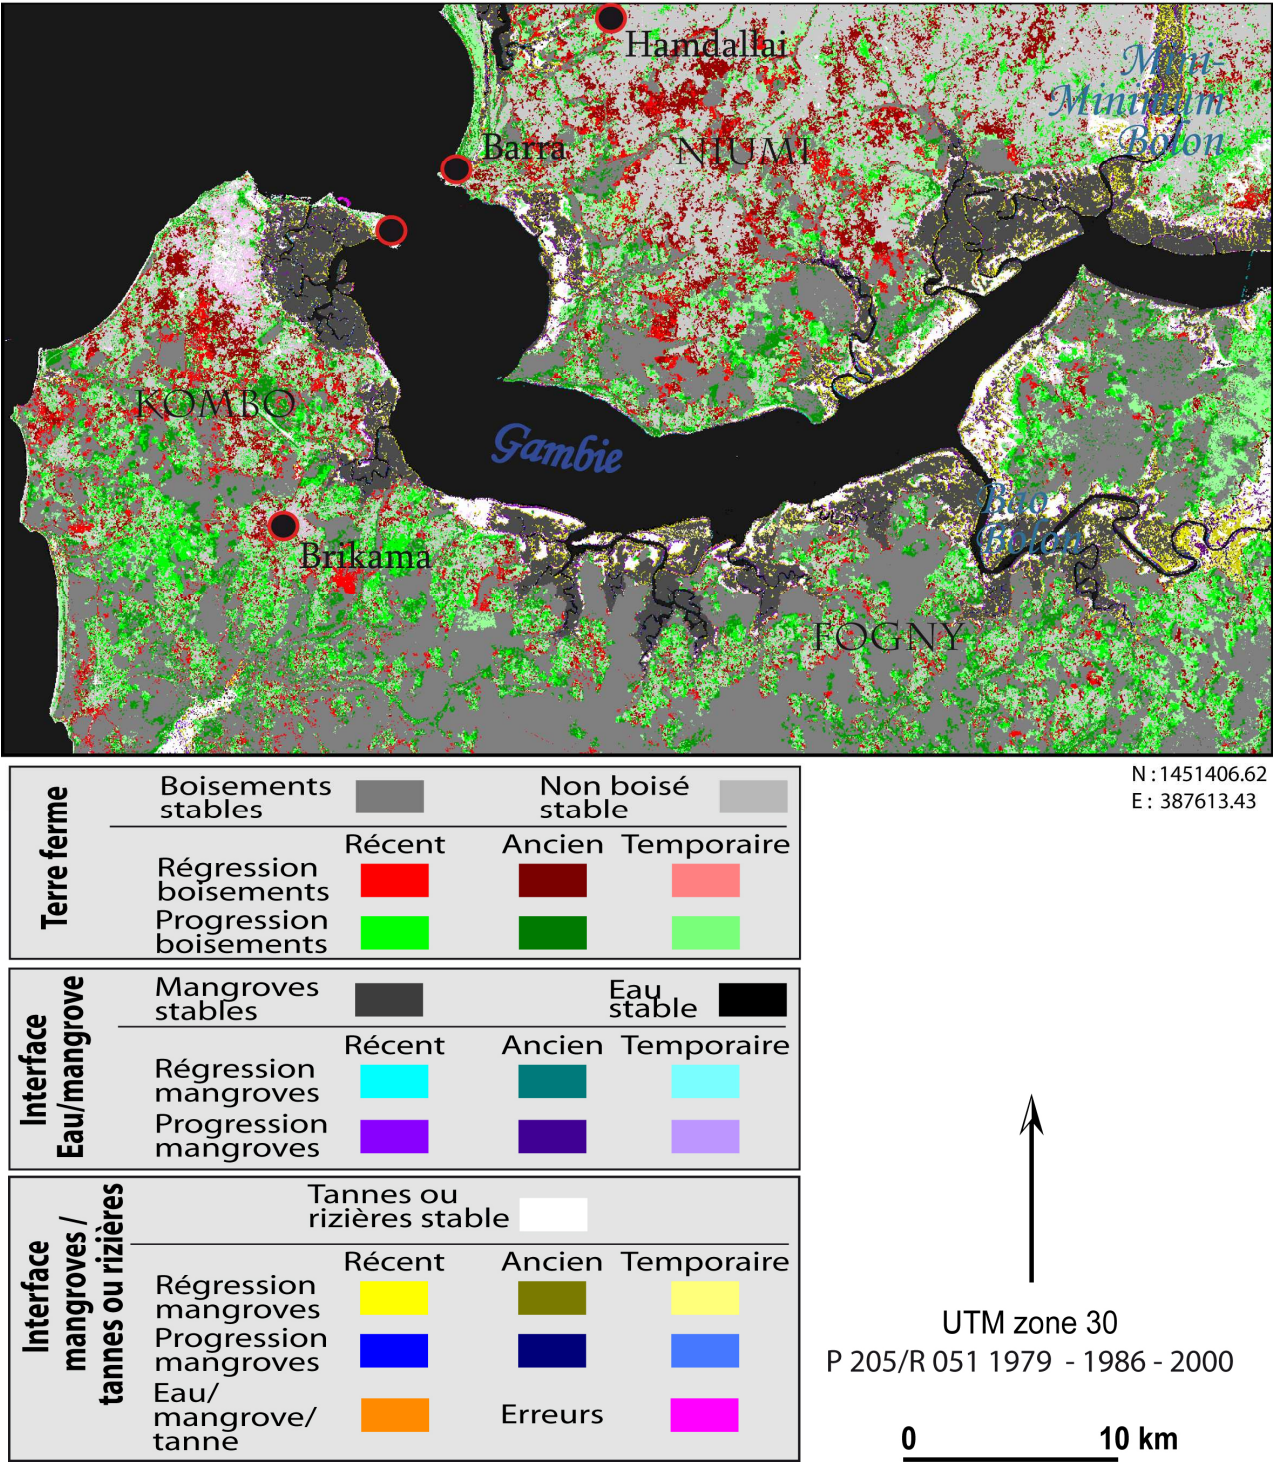 Hamdallai
Mini-
Minimum
Bolon
Barra
NIUMI
KOMBO
Gambie
Bao
Bolon
Brikama
FOGNY
N : 1451406.62
E : 387613.43
Terre ferme
Boisements
stables
Non boisé
stable
Récent Ancien Temporaire
Régression
boisements
Progression
boisements
Interface
Eau/mangrove
Mangroves
stables
Eau
stable
Récent Ancien Temporaire
Régression
mangroves
Progression
mangroves
Interface
mangroves /
tannes ou rizières
Tannes ou
rizières stable
Récent Ancien Temporaire
Régression
mangroves
Progression
mangroves
Eau/
mangrove/
tanne
Erreurs
UTM zone 30
P 205/R 051 1979 - 1986 - 2000
0 10 km